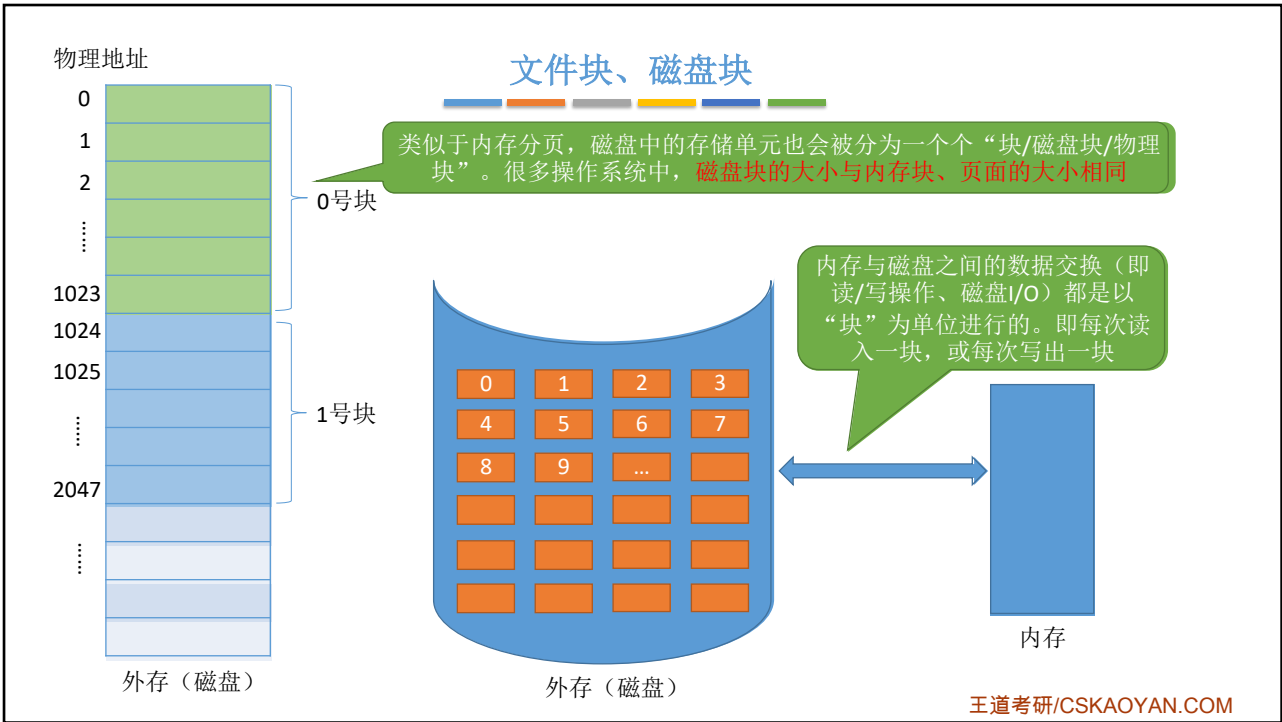 文件块、磁盘块
物理地址
0
1
2
……
1023
1024
1025
……
2047
……
0号块
1号块
外存（磁盘）
类似于内存分页，磁盘中的存储单元也会被分为一个个“块/磁盘块/物理
块”。很多操作系统中，磁盘块的大小与内存块、页面的大小相同
内存与磁盘之间的数据交换（即
读/写操作、磁盘I/O）都是以
“块”为单位进行的。即每次读
入一块，或每次写出一块
0 1 2 3
4 5 6 7
8 9 …
外存（磁盘）
内存
王道考研/CSKAOYAN.COM